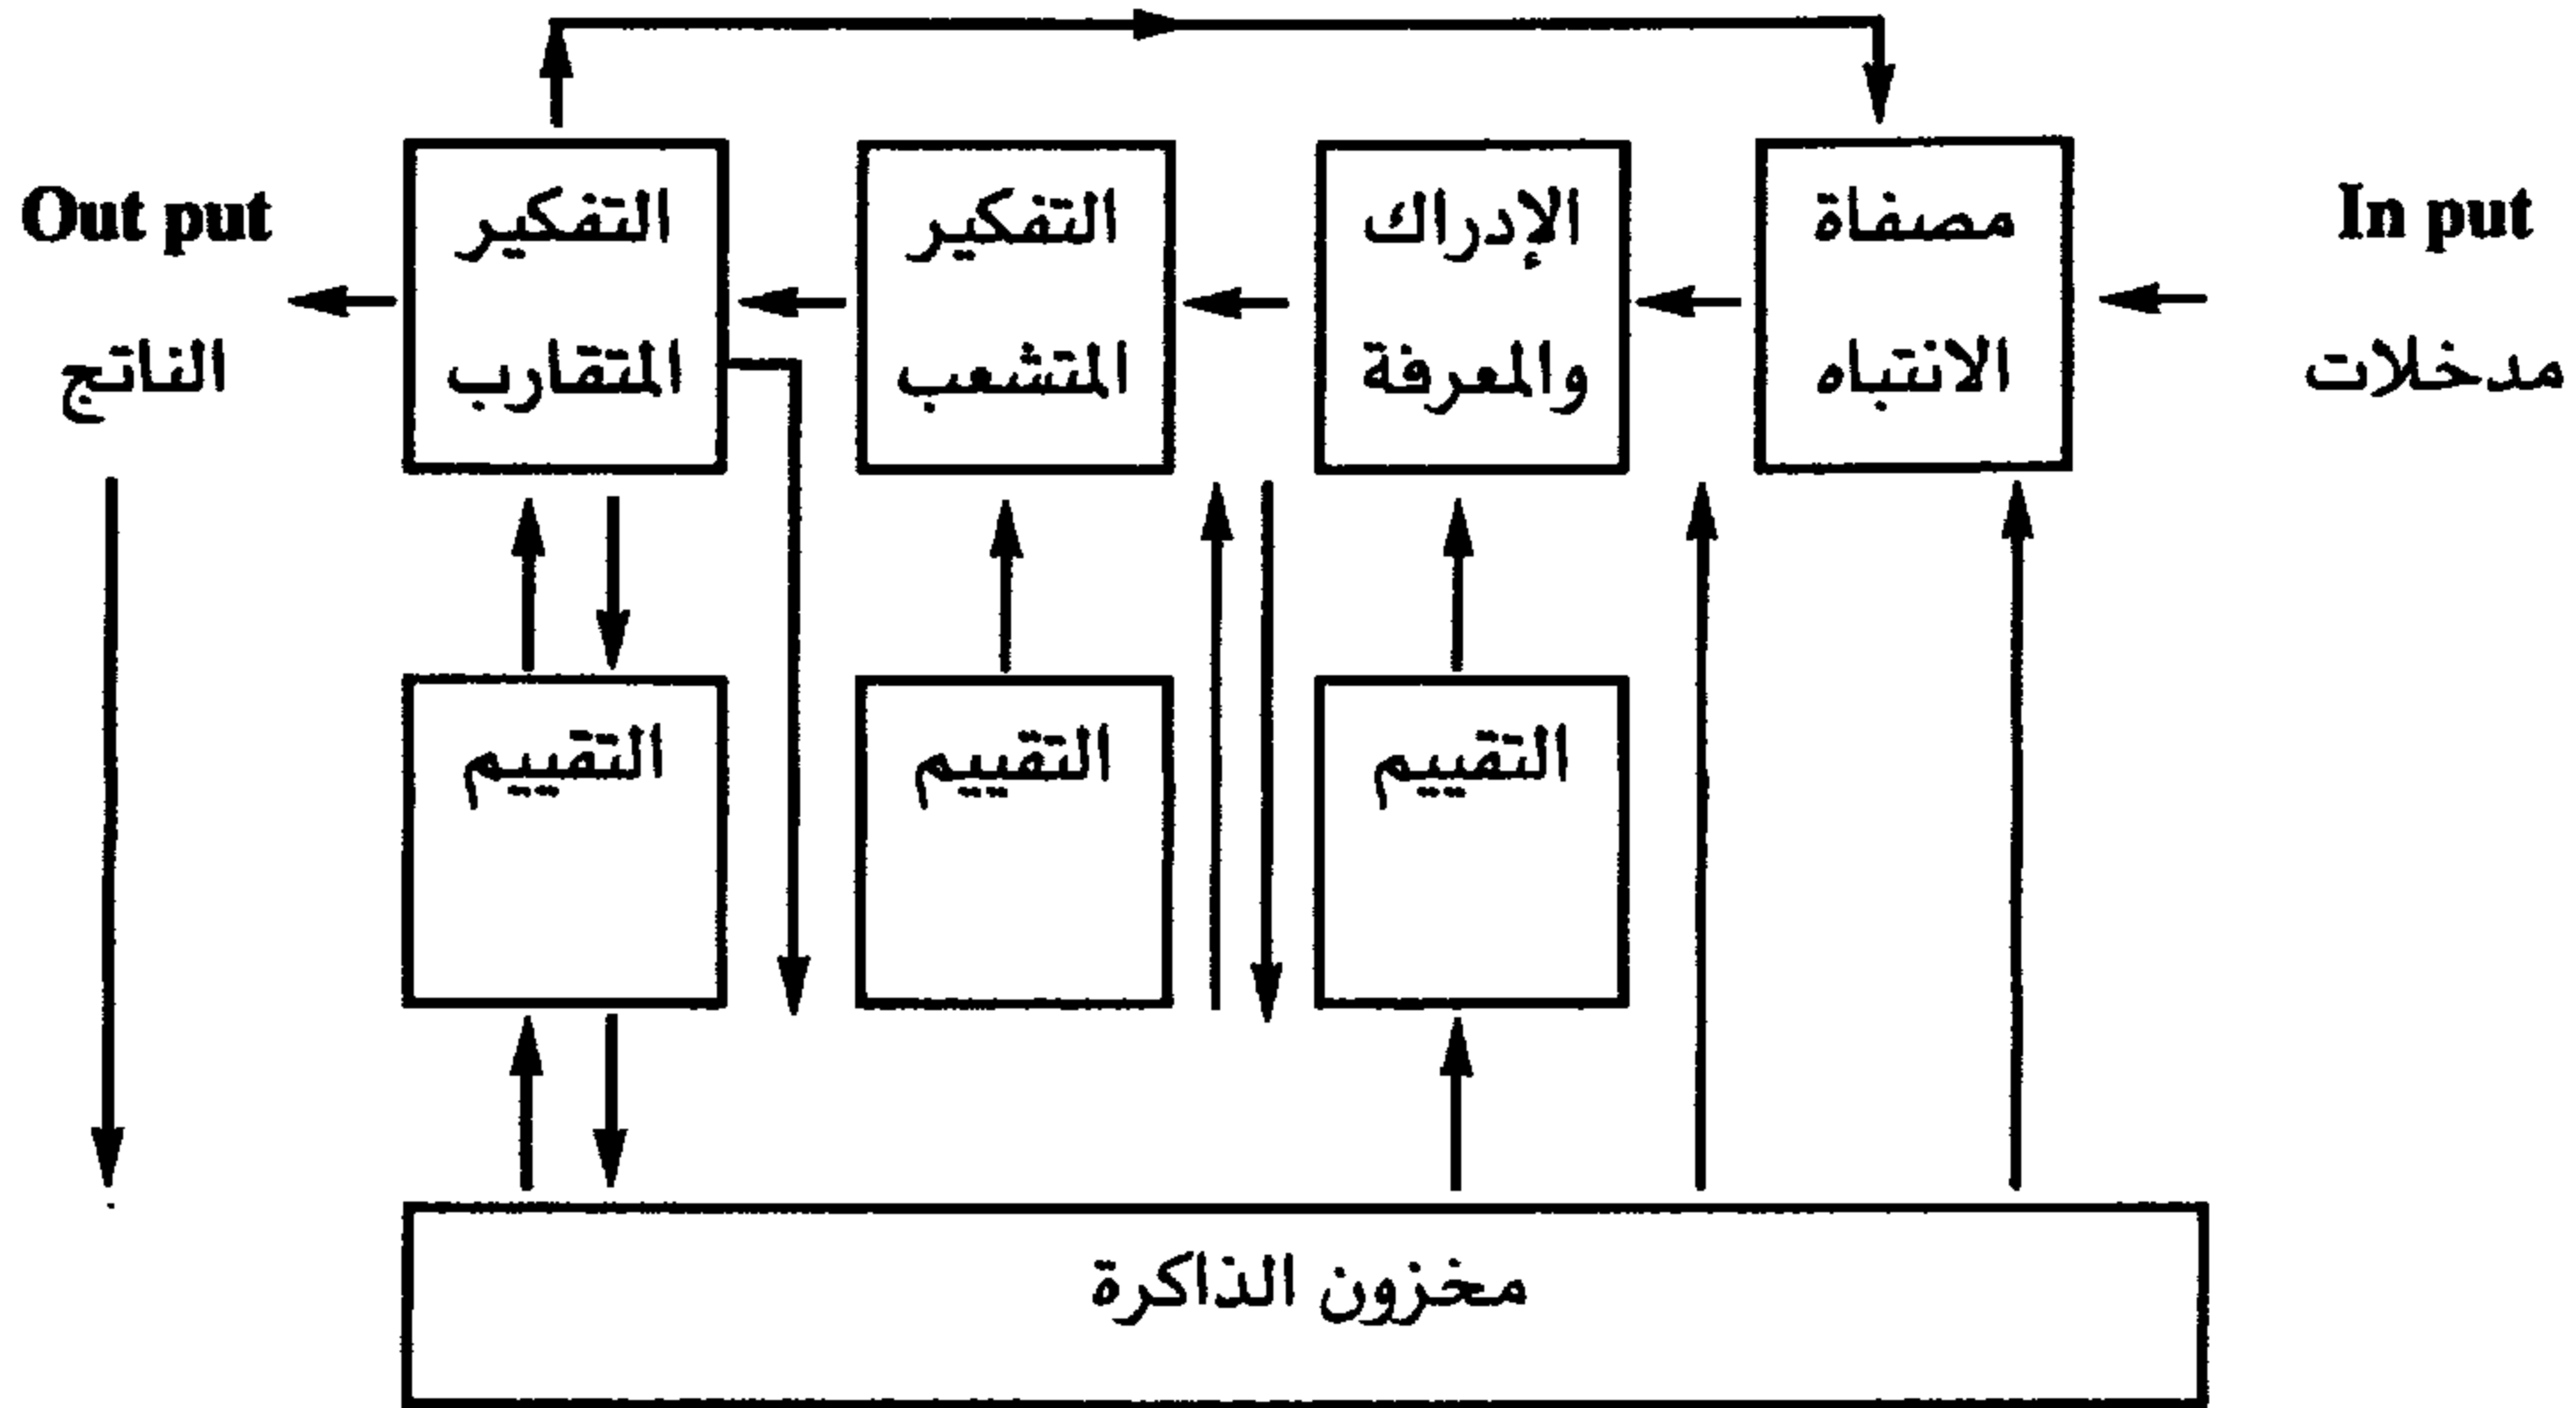 In put
مدخلات
مصفاة
الانتباه
الإدراك
والمعرفة
التفكير
المتشعب
التفكير
المتقارب
Out put
الناتج
التقييم
التقييم
التقييم
مخزون الذاكرة